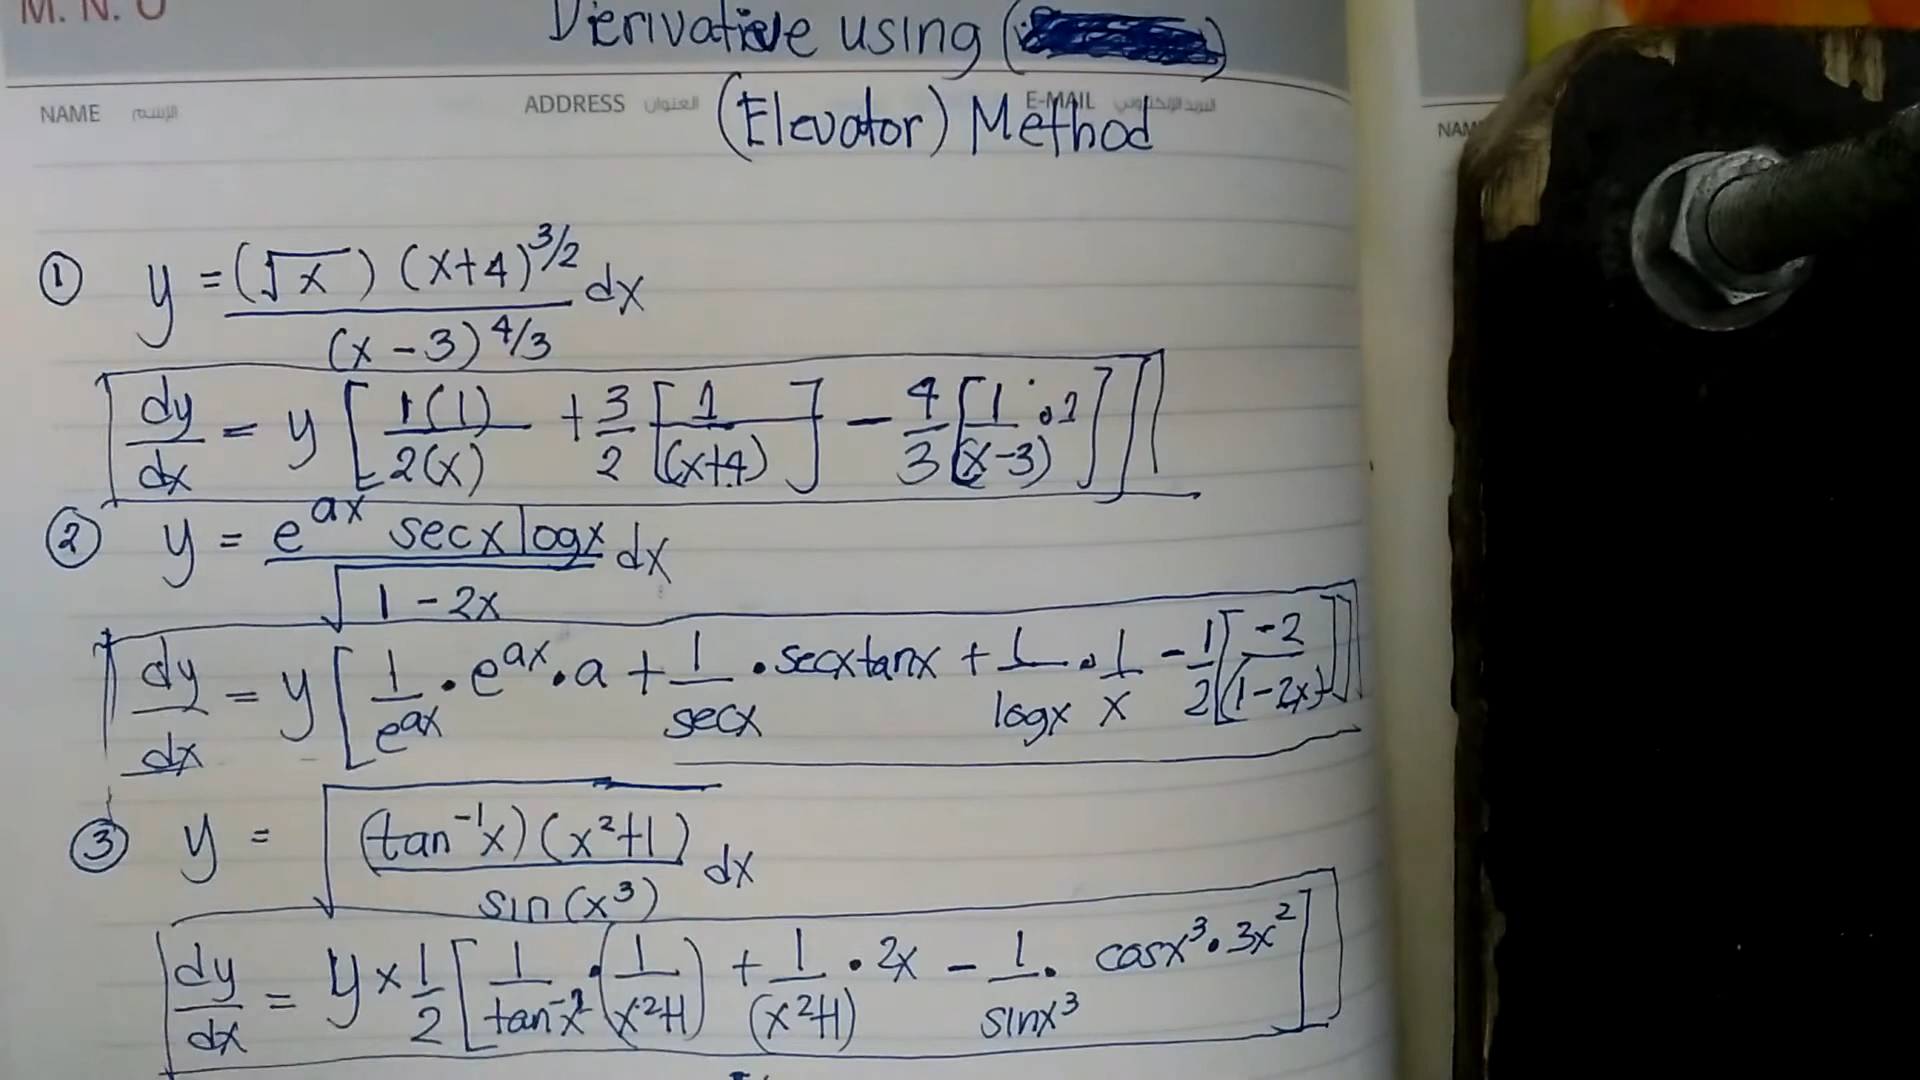 M. N. U
Derivative using
(Elevator) Method
NAME الإسم ADDRESS العنوان E-MAIL البريد الإلكتروني
NAM
① y = (√x) (x+4)^3/2 / (x-3)^4/3 dx
dy/dx = y [ 1(1)/2(x) + 3/2 [ 1/(x+4) ] - 4/3 [ 1/(x-3) · 1 ] ]
② y = e^ax secx logx / √1-2x dx
dy/dx = y [ 1/e^ax · e^ax · a + 1/secx · secxtanx + 1/logx · 1/x - 1/2 [ -2/(1-2x) ] ]
③ y = √ (tan⁻¹x) (x²+1) / sin(x³) dx
dy/dx = y × 1/2 [ 1/tan⁻¹x · (1/x²+1) + 1/(x²+1) · 2x - 1/sinx³ · cosx³ · 3x² ]